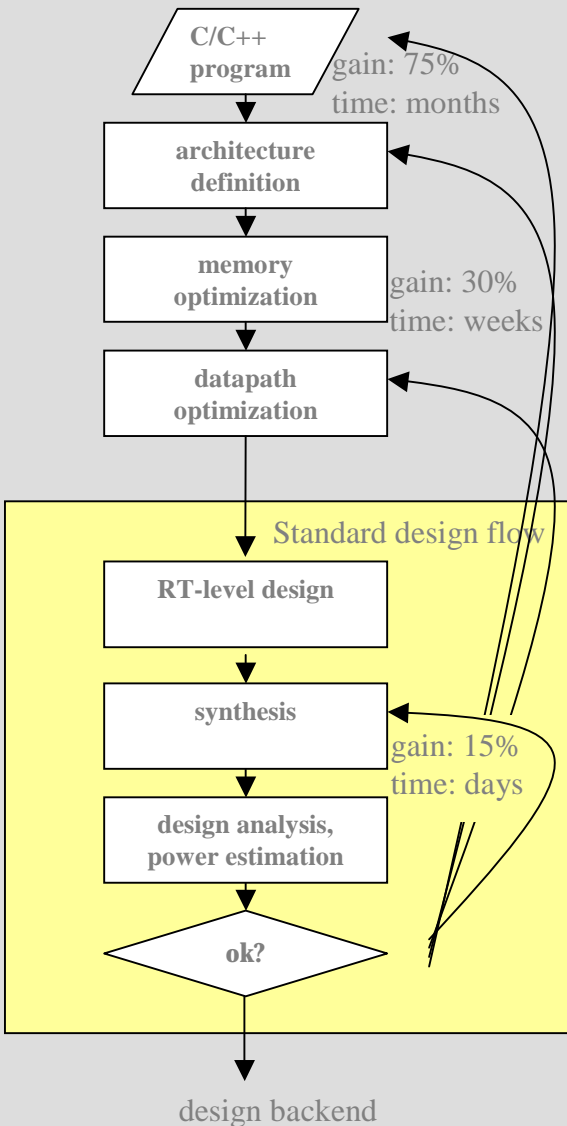 C/C++
program
gain: 75%
time: months
architecture
definition
memory
optimization
gain: 30%
time: weeks
datapath
optimization
Standard design flow
RT-level design
synthesis
gain: 15%
time: days
design analysis,
power estimation
ok?
design backend